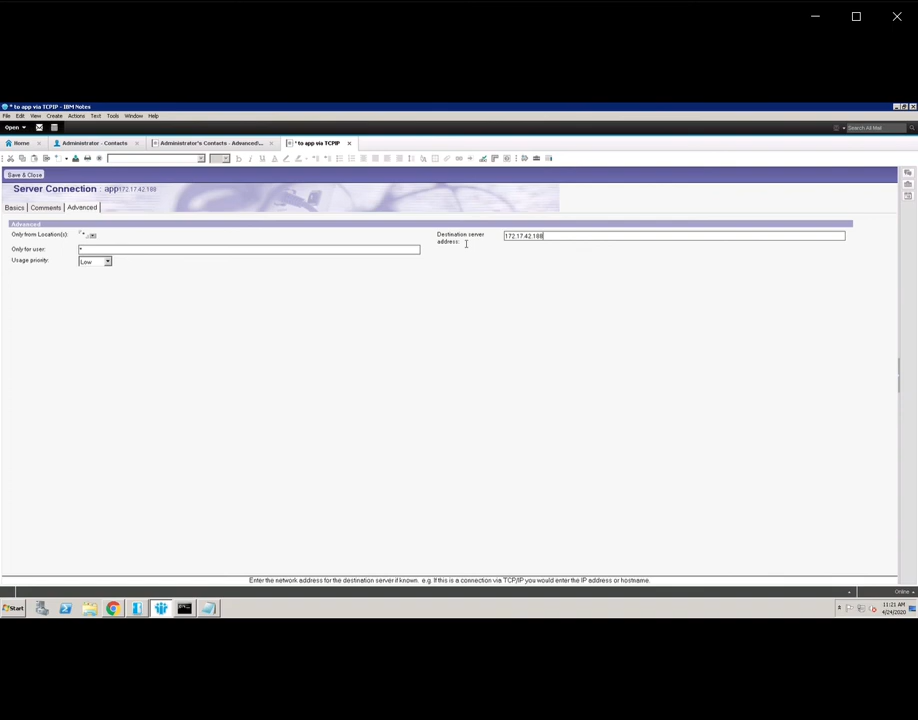 * to app via TCPIP - IBM Notes
File Edit View Create Actions Text Tools Window Help
Open
Search All Mail
Home
Administrator - Contacts
Administrator's Contacts - Advanced\...
* to app via TCPIP
Save & Close
Server Connection : app172.17.42.188
Basics Comments Advanced
Advanced
Only from Location(s): *
Destination server address: 172.17.42.188
Only for user: *
Usage priority: Low
Enter the network address for the destination server if known. e.g. If this is a connection via TCP/IP you would enter the IP address or hostname.
Online
Start
11:21 AM
4/24/2020